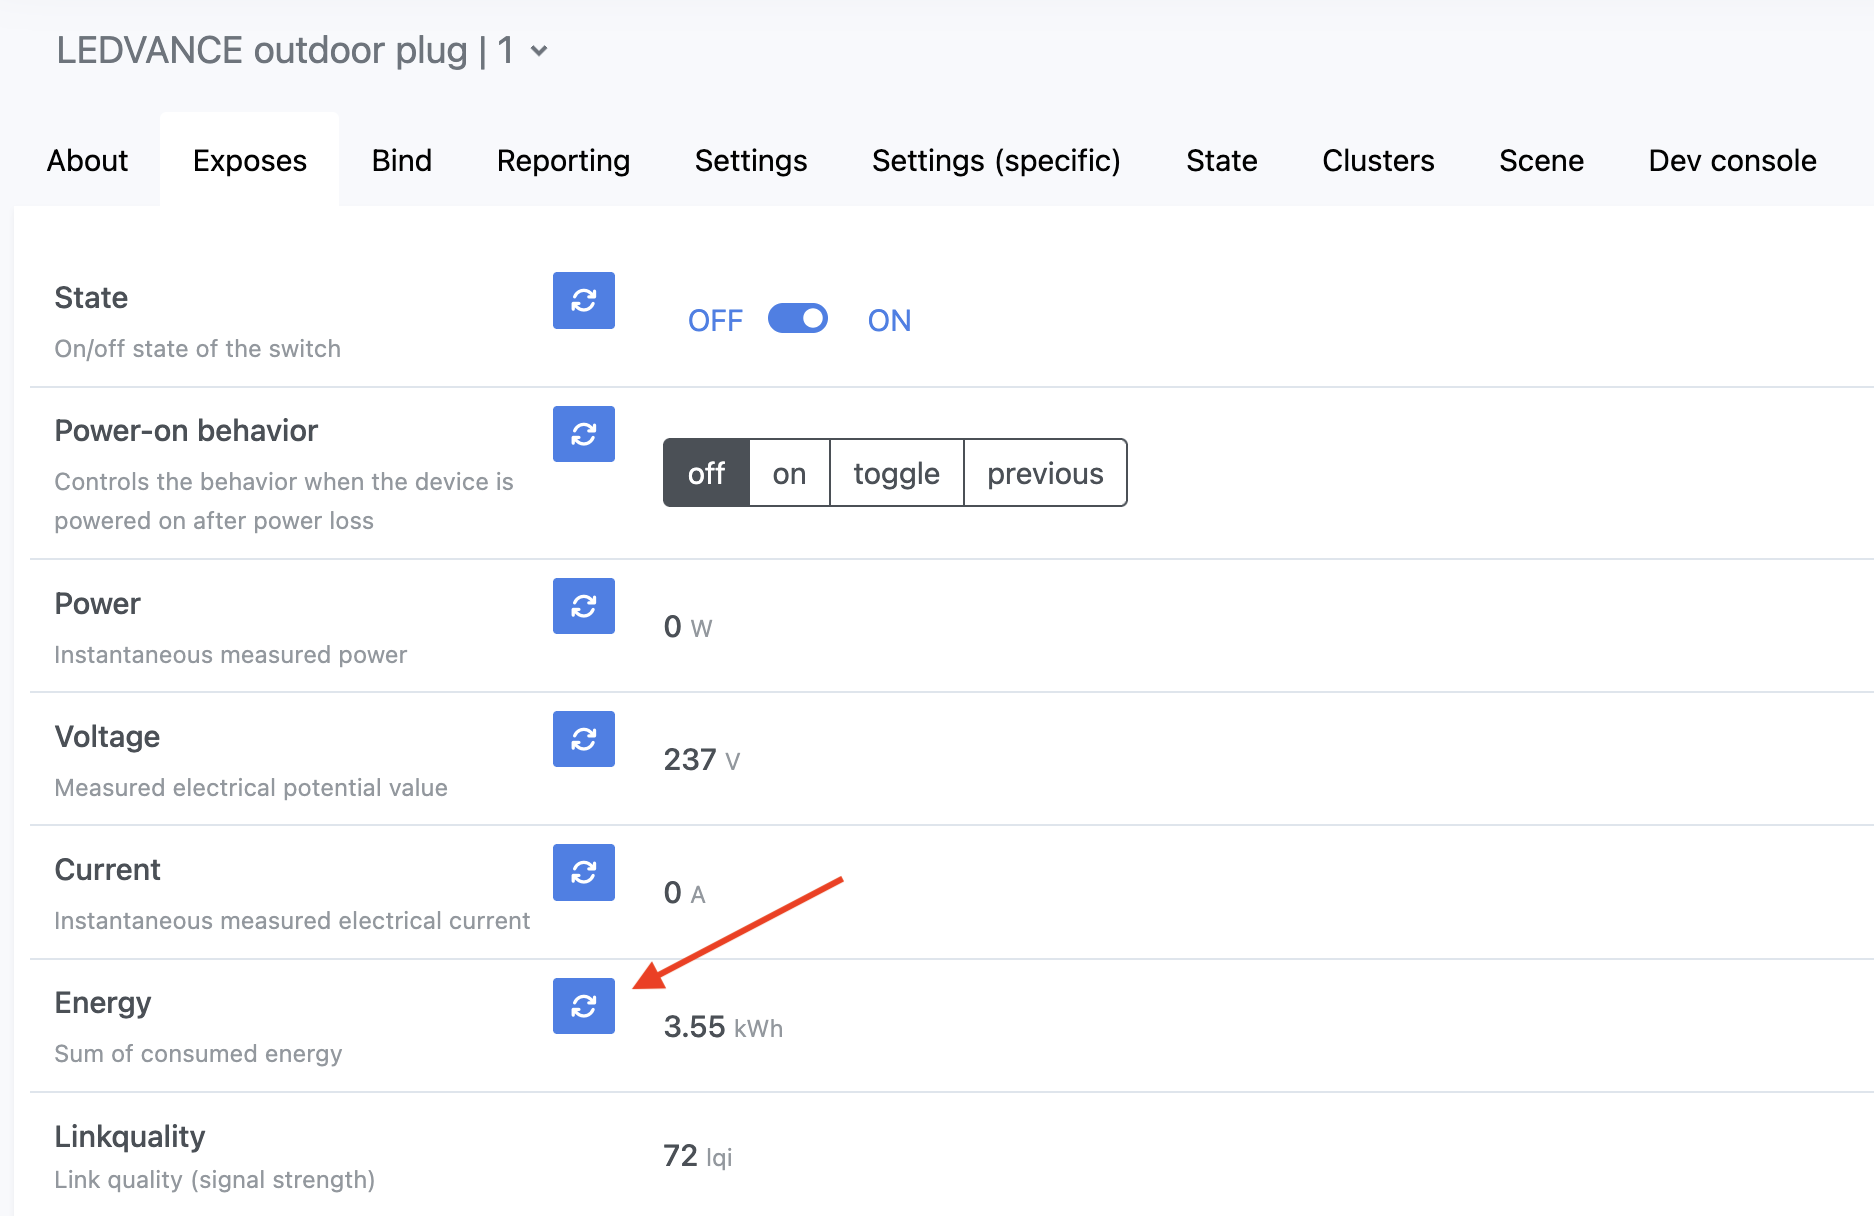 LEDVANCE outdoor plug | 1
About Exposes Bind Reporting Settings Settings (specific) State Clusters Scene Dev console
State
On/off state of the switch
OFF ON
Power-on behavior
Controls the behavior when the device is
powered on after power loss
off on toggle previous
Power
Instantaneous measured power
0 W
Voltage
Measured electrical potential value
237 V
Current
Instantaneous measured electrical current
0 A
Energy
Sum of consumed energy
3.55 kWh
Linkquality
Link quality (signal strength)
72 lqi